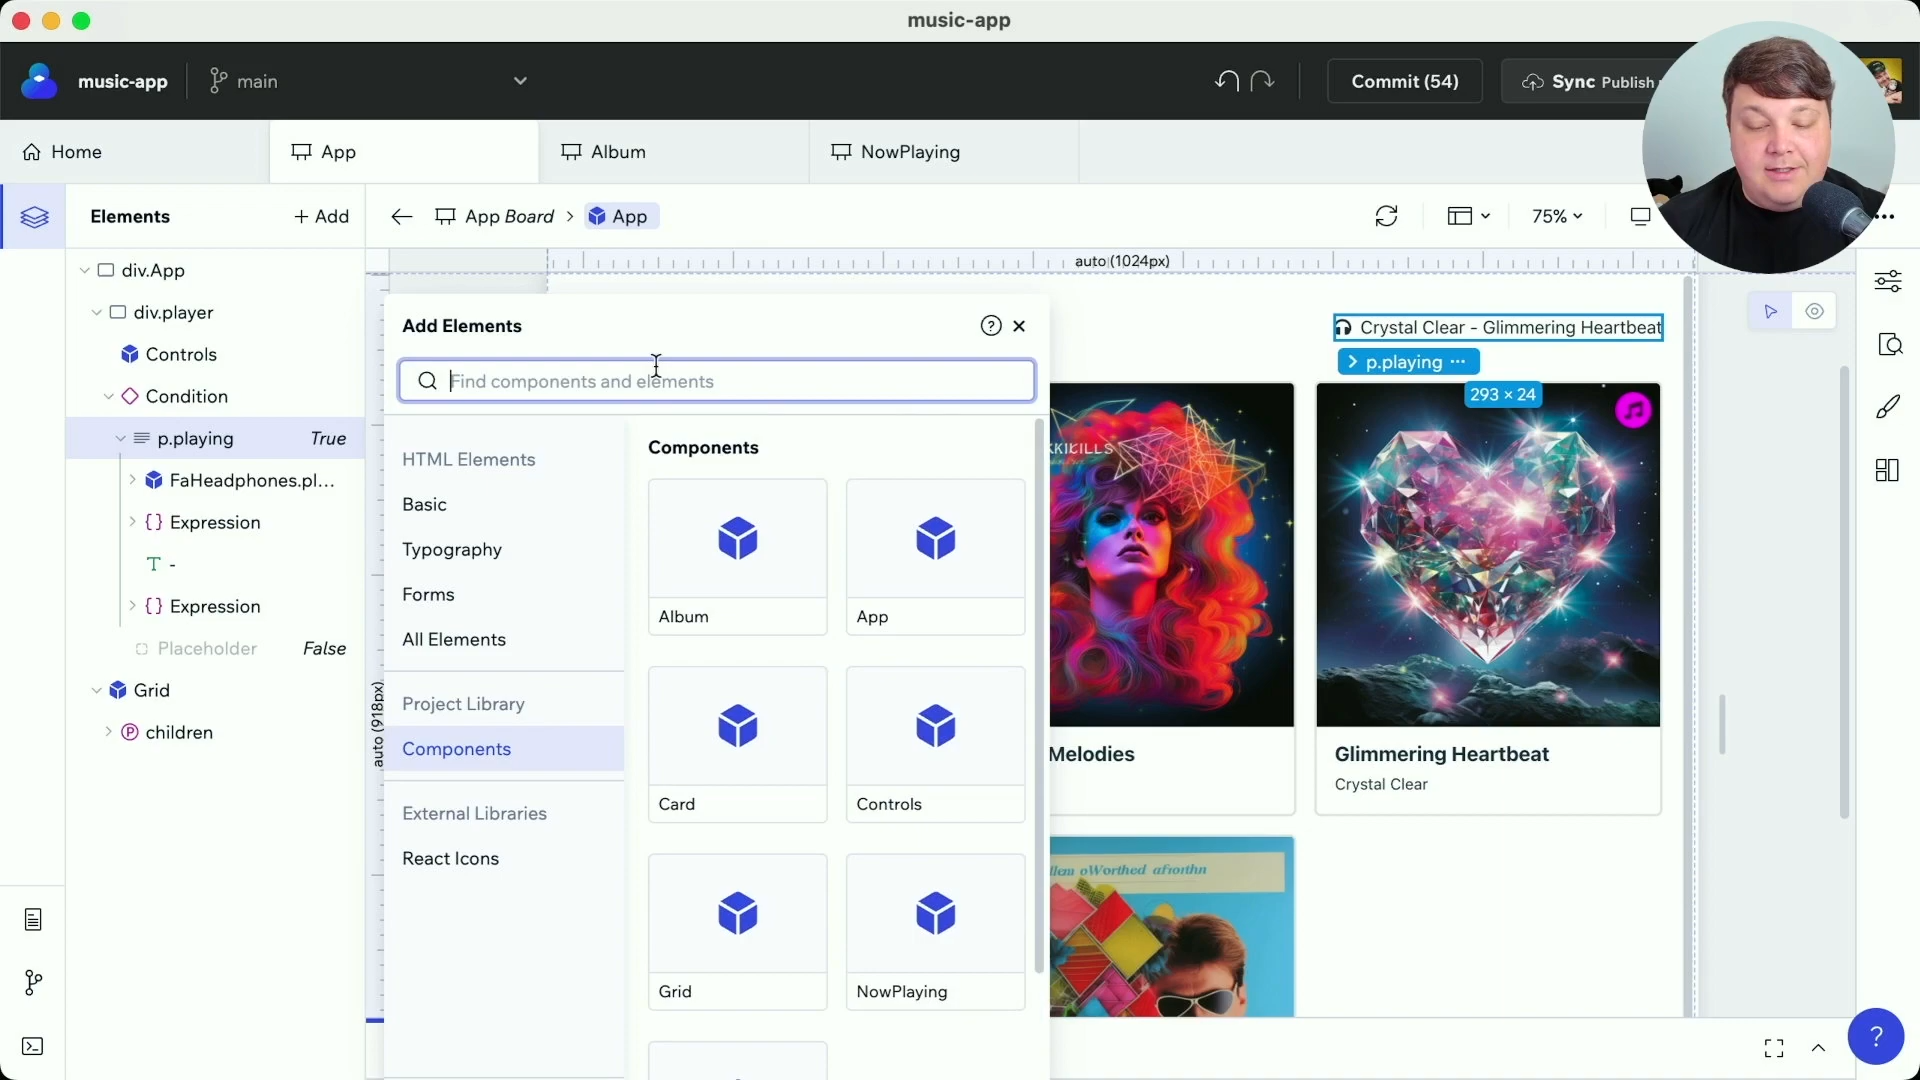 music-app
music-app
main
Commit (54)
Sync Publish
Home
App
Album
NowPlaying
Elements
+ Add
App Board
App
75%
div.App
div.player
Controls
Condition
p.playing True
FaHeadphones.pl...
{} Expression
T -
{} Expression
Placeholder False
Grid
P children
auto (1024px)
auto (918px)
Add Elements
?
Find components and elements
HTML Elements
Basic
Typography
Forms
All Elements
Project Library
Components
External Libraries
React Icons
Components
Album
App
Card
Controls
Grid
NowPlaying
Crystal Clear - Glimmering Heartbeat
p.playing
293 × 24
Melodies
Glimmering Heartbeat
Crystal Clear
?